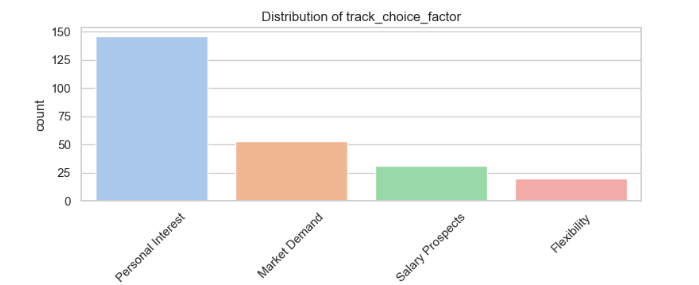 Distribution of track_choice_factor
count
150
125
100
75
50
25
0
Personal Interest
Market Demand
Salary Prospects
Flexibility